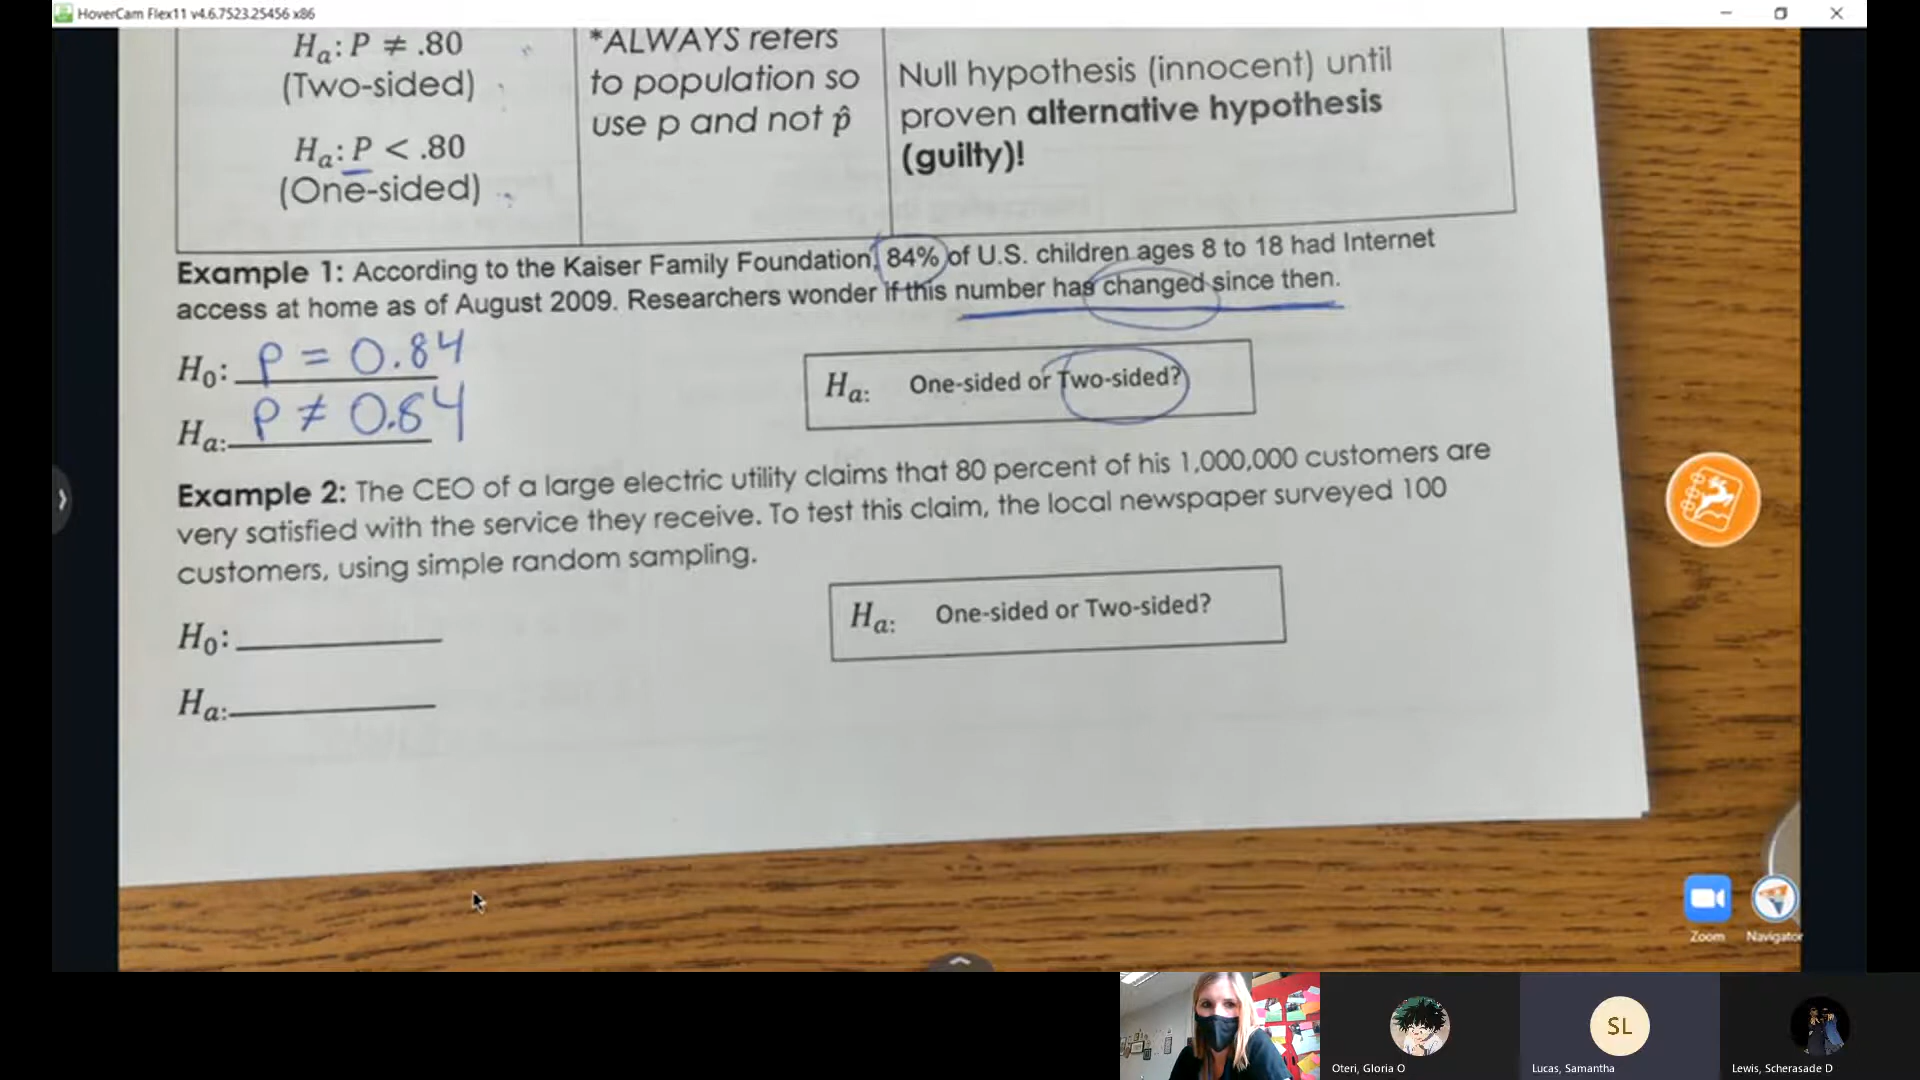 HoverCam Flex11 v4.6.7523.25456 x86
Hₐ: P ≠ .80
(Two-sided)
Hₐ: P < .80
(One-sided)
*ALWAYS refers
to population so
use p and not p̂
Null hypothesis (innocent) until
proven alternative hypothesis
(guilty)!
Example 1: According to the Kaiser Family Foundation, 84% of U.S. children ages 8 to 18 had Internet
access at home as of August 2009. Researchers wonder if this number has changed since then.
H₀: P = 0.84
Hₐ: P ≠ 0.84
Hₐ: One-sided or Two-sided?
Example 2: The CEO of a large electric utility claims that 80 percent of his 1,000,000 customers are
very satisfied with the service they receive. To test this claim, the local newspaper surveyed 100
customers, using simple random sampling.
H₀:
Hₐ:
Hₐ: One-sided or Two-sided?
Zoom
Navigator
Oteri, Gloria O
SL
Lucas, Samantha
Lewis, Scherasade D